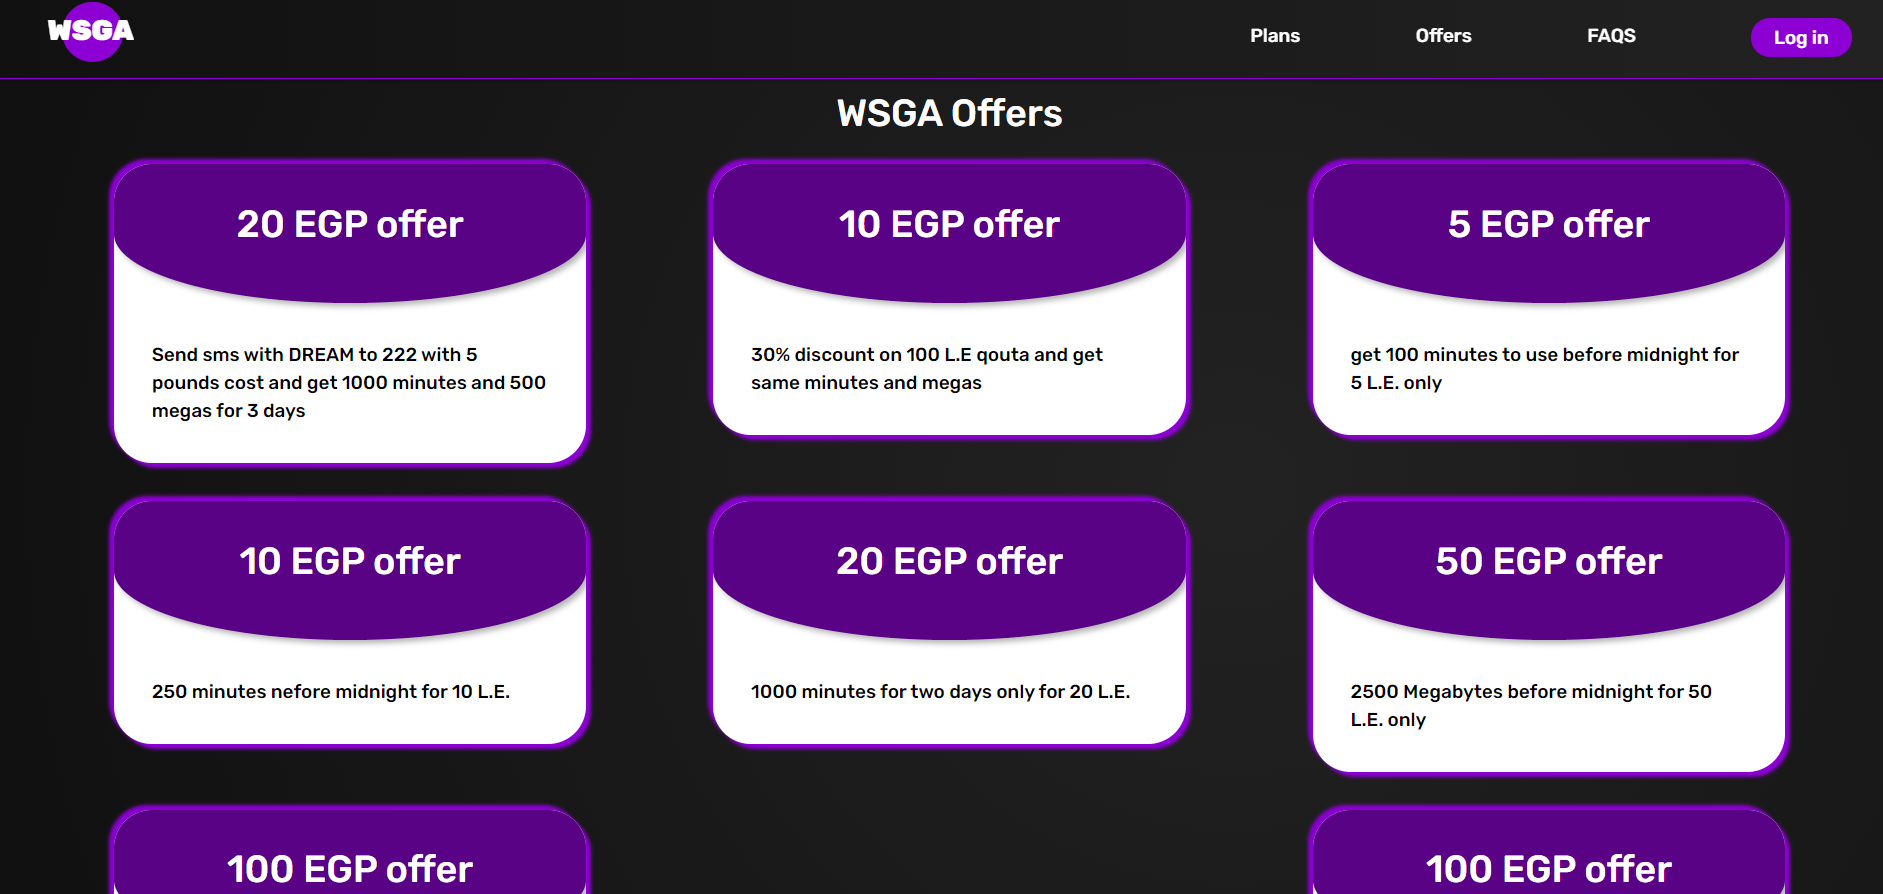 WSGA
Plans
Offers
FAQS
Log in
WSGA Offers
20 EGP offer
Send sms with DREAM to 222 with 5
pounds cost and get 1000 minutes and 500
megas for 3 days
10 EGP offer
30% discount on 100 L.E qouta and get
same minutes and megas
5 EGP offer
get 100 minutes to use before midnight for
5 L.E. only
10 EGP offer
250 minutes nefore midnight for 10 L.E.
20 EGP offer
1000 minutes for two days only for 20 L.E.
50 EGP offer
2500 Megabytes before midnight for 50
L.E. only
100 EGP offer
100 EGP offer